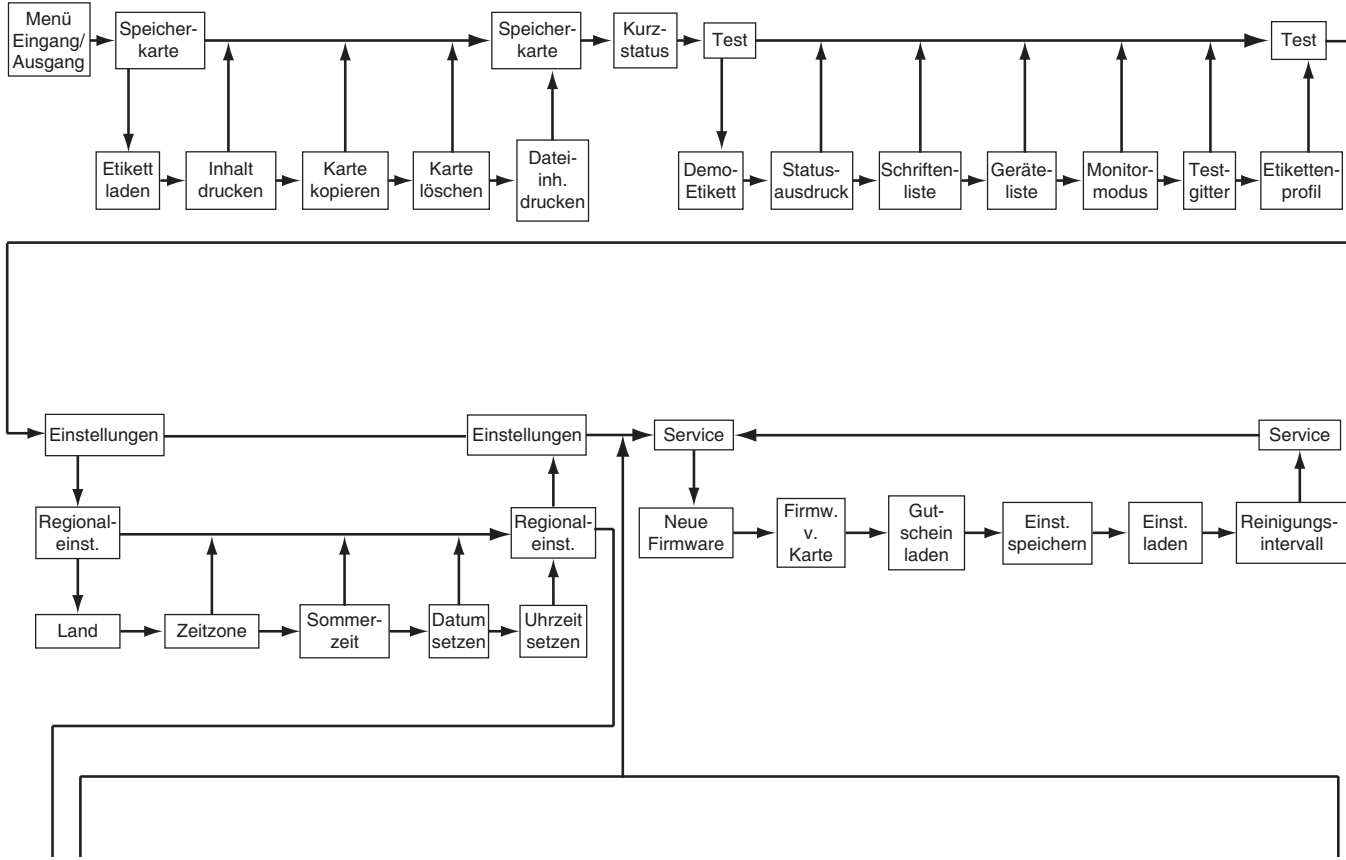 Menü
Eingang/
Ausgang
Speicher-
karte
Speicher-
karte
Kurz-
status
Test
Test
Etikett
laden
Inhalt
drucken
Karte
kopieren
Karte
löschen
Datei-
inh.
drucken
Demo-
Etikett
Status-
ausdruck
Schriften-
liste
Geräte-
liste
Monitor-
modus
Test-
gitter
Etiketten-
profil
Einstellungen
Einstellungen
Service
Service
Regional-
einst.
Regional-
einst.
Neue
Firmware
Firmw.
v.
Karte
Gut-
schein
laden
Einst.
speichern
Einst.
laden
Reinigungs-
intervall
Land
Zeitzone
Sommer-
zeit
Datum
setzen
Uhrzeit
setzen